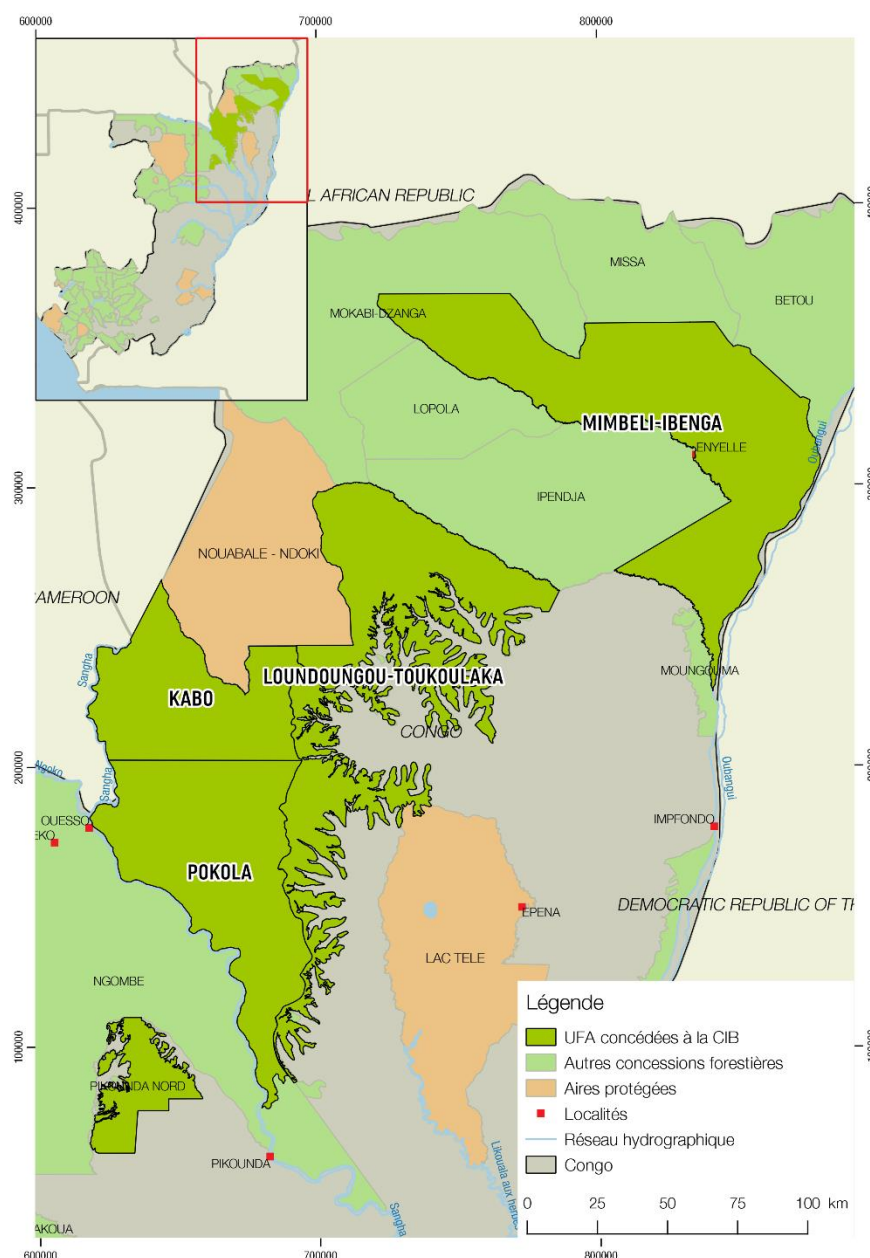 600000
700000
800000
400000
L AFRICAN REPUBLIC
MISSA
BETOU
MOKABI-DZANGA
LOPOLA
MIMBELI-IBENGA
ENYELLE
Oubangui
300000
IPENDJA
NOUABALE - NDOKI
CAMEROON
Sangha
MOUNGOUMA
LOUNDOUNGOU-TOUKOULAKA
KABO
CONGO
200000
Ngoko
Sangha
Oubangui
OUESSO
EKO
IMPFONDO
POKOLA
EPENA
DEMOCRATIC REPUBLIC OF TH
LAC TELE
NGOMBE
100000
PIKOUNDA NORD
PIKOUNDA
Sangha
Likouala aux herbes
AKOUA
Légende
UFA concédées à la CIB
Autres concessions forestières
Aires protégées
Localités
Réseau hydrographique
Congo
0 25 50 75 100 km
600000
700000
800000